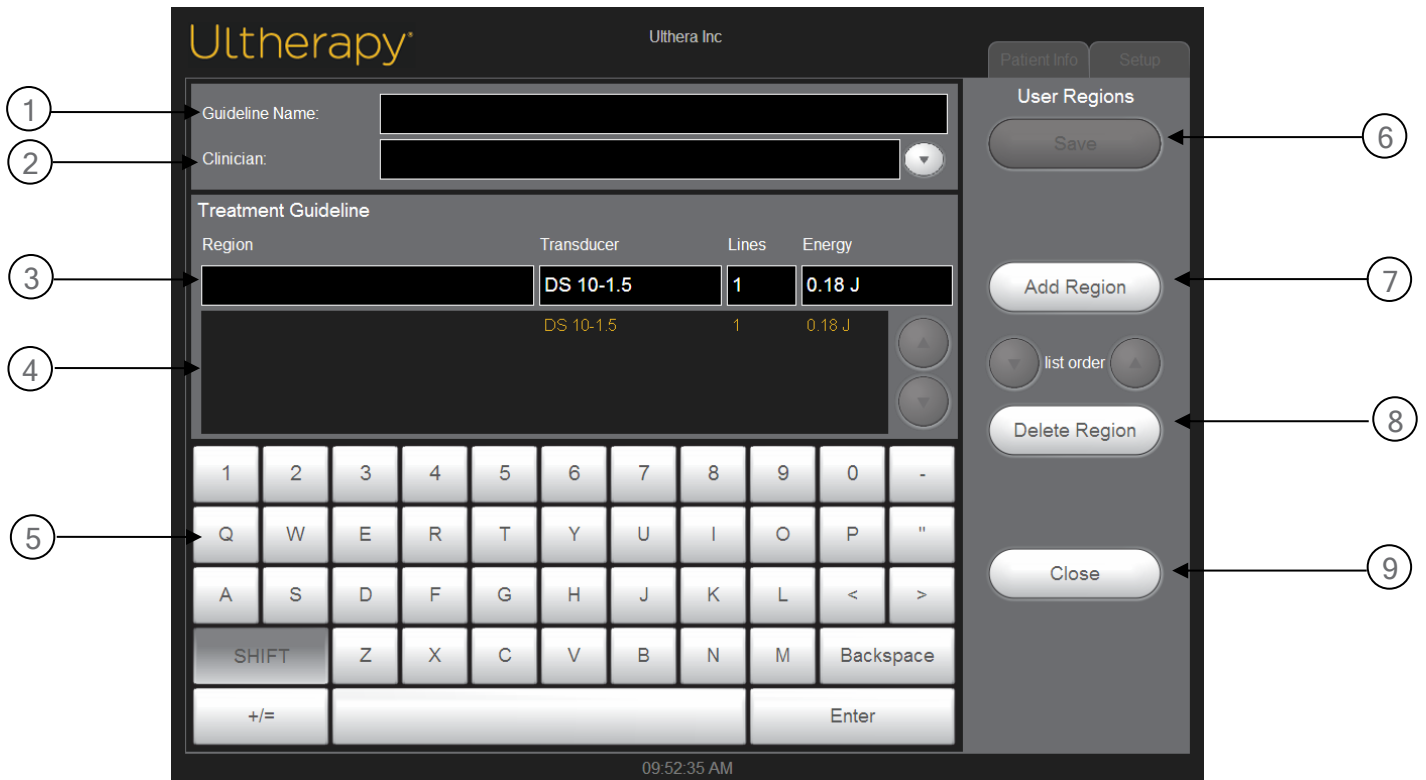 Ultherapy®
Ulthera Inc
Patient Info Setup
1 Guideline Name:
2 Clinician:
User Regions
Save 6
Treatment Guideline
Region Transducer Lines Energy
3 DS 10-1.5 1 0.18 J
DS 10-1.5 1 0.18 J
4
Add Region 7
list order
Delete Region 8
1 2 3 4 5 6 7 8 9 0 -
5 Q W E R T Y U I O P "
A S D F G H J K L < >
SHIFT Z X C V B N M Backspace
+/= Enter
Close 9
09:52:35 AM